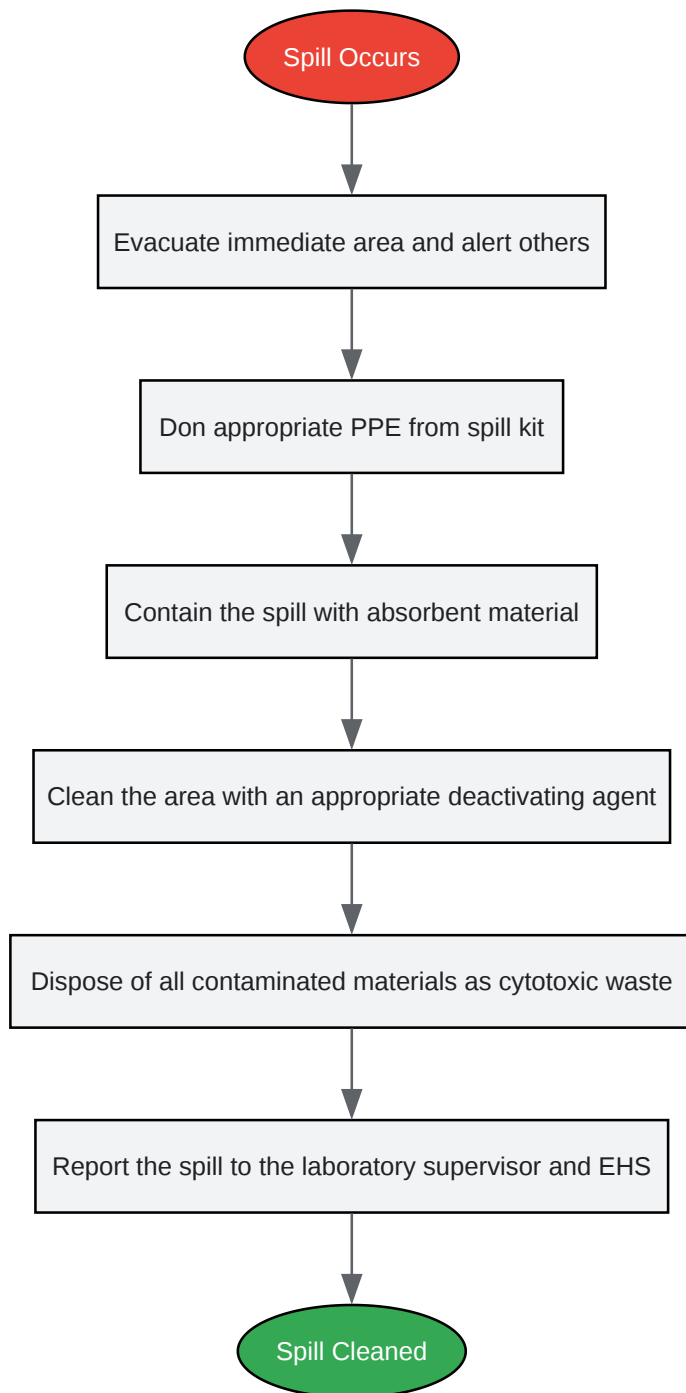 Spill Occurs
Evacuate immediate area and alert others
Don appropriate PPE from spill kit
Contain the spill with absorbent material
Clean the area with an appropriate deactivating agent
Dispose of all contaminated materials as cytotoxic waste
Report the spill to the laboratory supervisor and EHS
Spill Cleaned